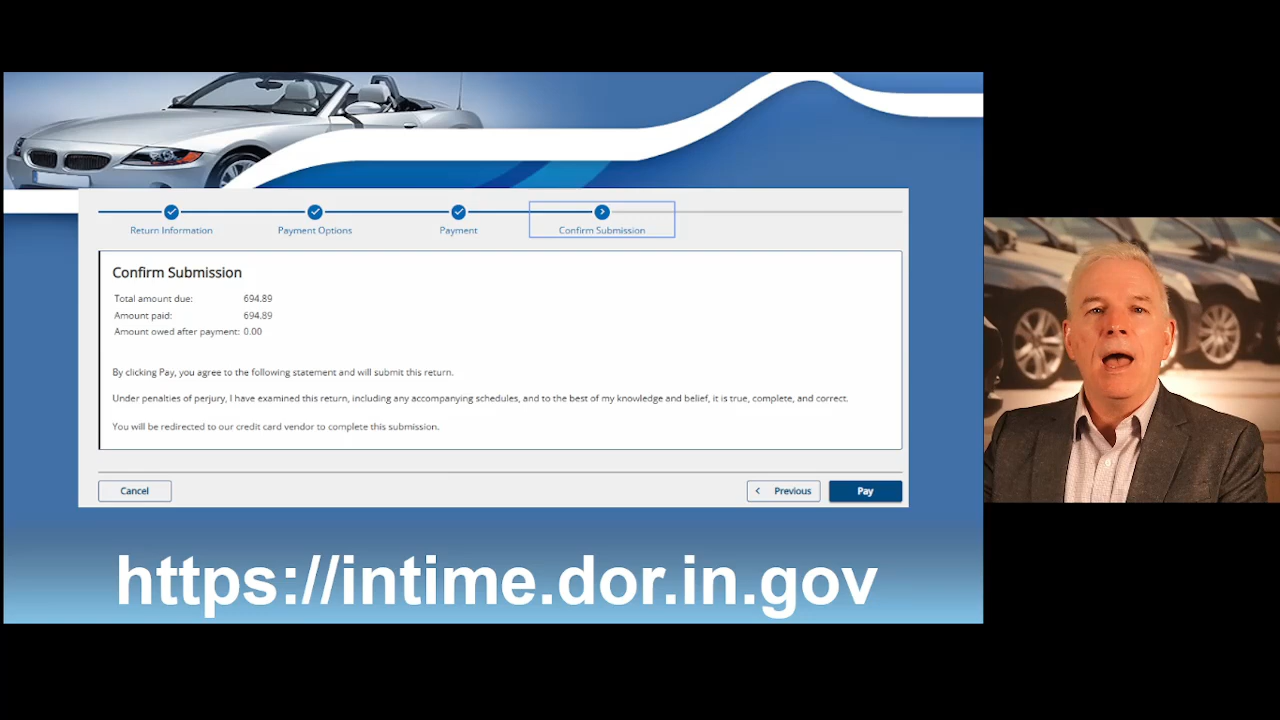 Return Information
Payment Options
Payment
Confirm Submission
Confirm Submission
Total amount due: 694.89
Amount paid: 694.89
Amount owed after payment: 0.00
By clicking Pay, you agree to the following statement and will submit this return.
Under penalties of perjury, I have examined this return, including any accompanying schedules, and to the best of my knowledge and belief, it is true, complete, and correct.
You will be redirected to our credit card vendor to complete this submission.
Cancel
< Previous
Pay
https://intime.dor.in.gov